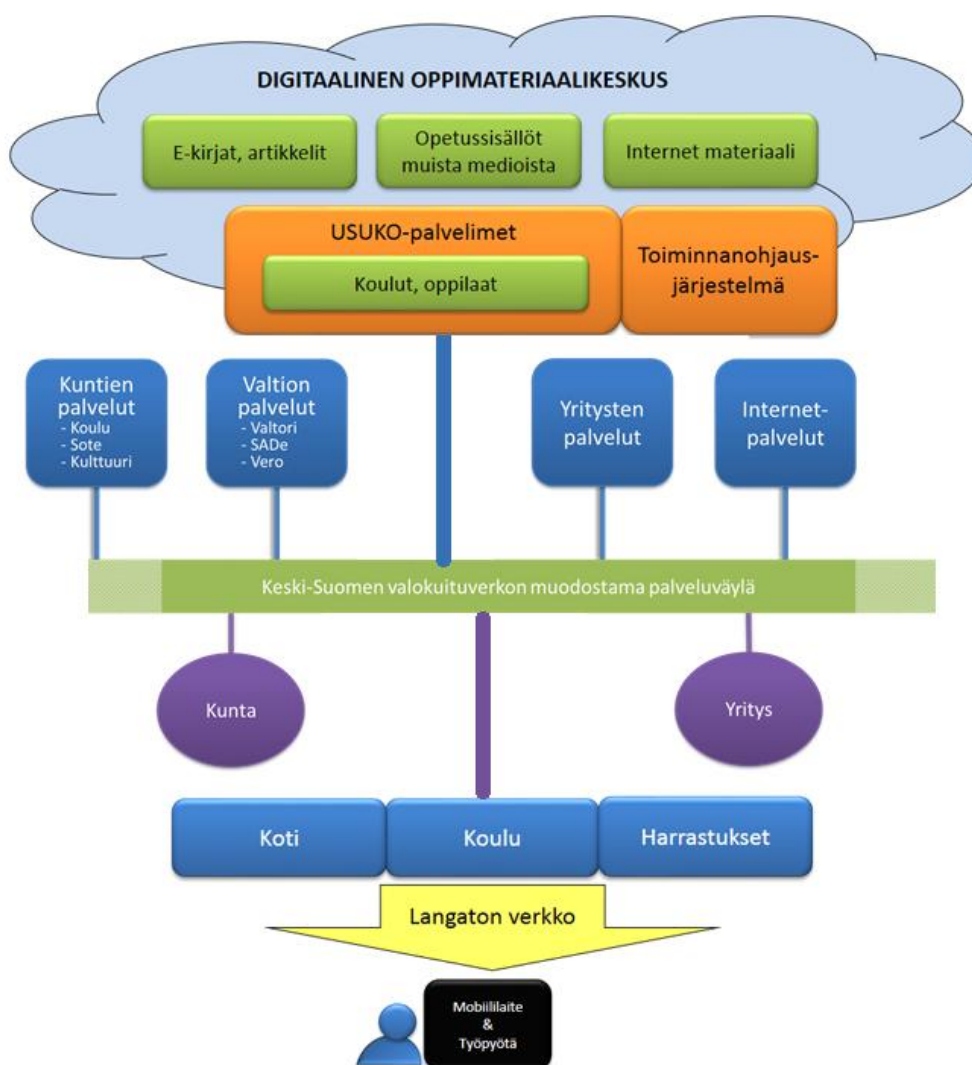 DIGITAALINEN OPPIMATERIAALIKESKUS
E-kirjat, artikkelit
Opetussisällöt
muista medioista
Internet materiaali
USUKO-palvelimet
Koulut, oppilaat
Toiminnanohjaus-
järjestelmä
Kuntien
palvelut
- Koulu
- Sote
- Kulttuuri
Valtion
palvelut
- Valtori
- SADe
- Vero
Yritysten
palvelut
Internet-
palvelut
Keski-Suomen valokuituverkon muodostama palveluväylä
Kunta
Yritys
Koti
Koulu
Harrastukset
Langaton verkko
Mobiililaite
&
Työpyötä